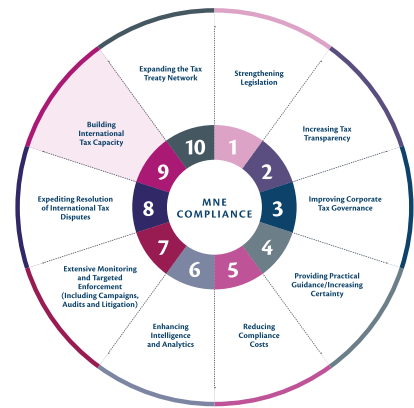 Expanding the Tax
Treaty Network
Strengthening
Legislation
Increasing Tax
Transparency
Improving Corporate
Tax Governance
Providing Practical
Guidance/Increasing
Certainty
Reducing
Compliance
Costs
Enhancing
Intelligence
and Analytics
Extensive Monitoring
and Targeted
Enforcement
(Including Campaigns,
Audits and Litigation)
Expediting Resolution
of International Tax
Disputes
Building
International
Tax Capacity
1
2
3
4
5
6
7
8
9
10
MNE
COMPLIANCE